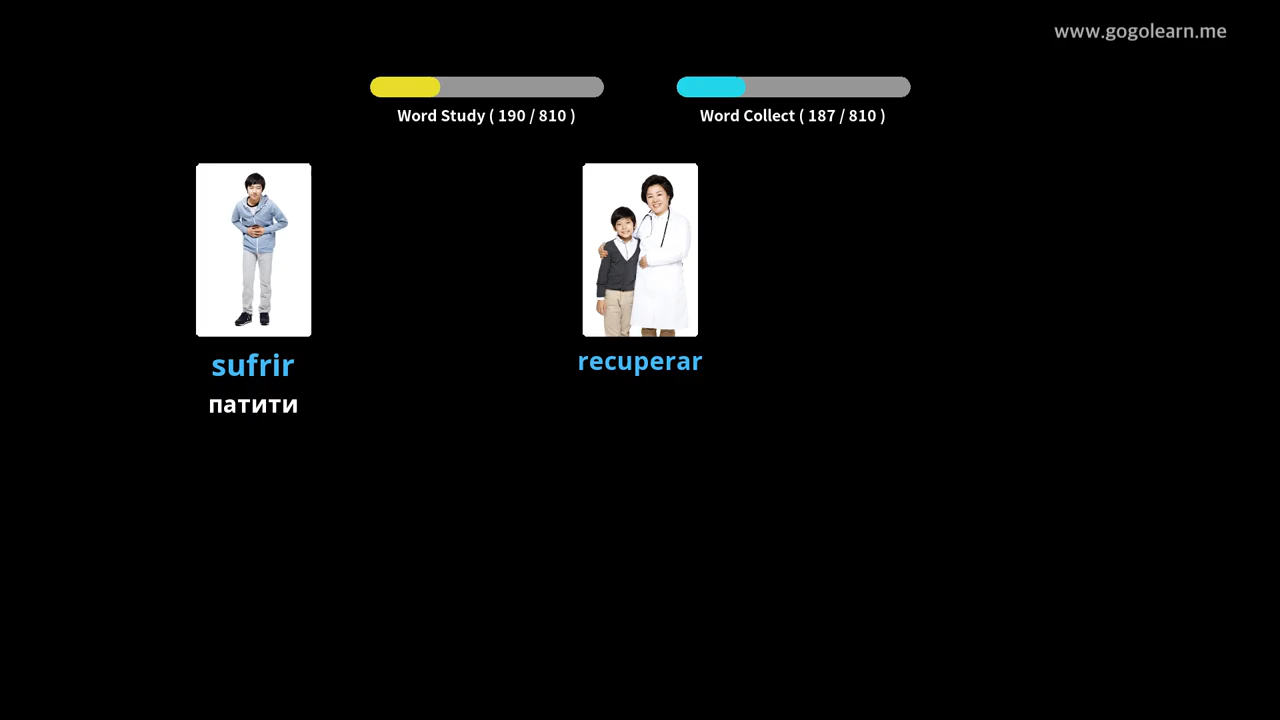 www.gogolearn.me
Word Study ( 190 / 810 )
Word Collect ( 187 / 810 )
sufrir
патити
recuperar